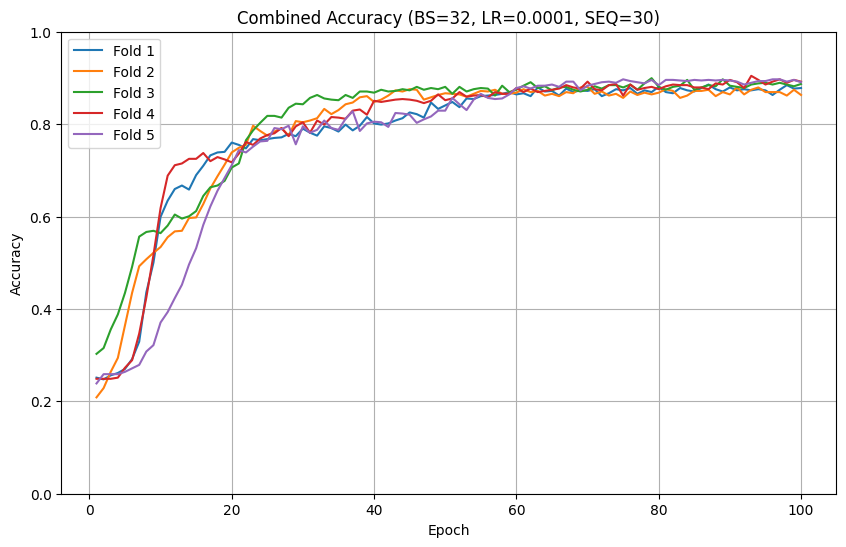 Combined Accuracy (BS=32, LR=0.0001, SEQ=30)
Fold 1
Fold 2
Fold 3
Fold 4
Fold 5
Accuracy
1.0
0.8
0.6
0.4
0.2
0.0
0 20 40 60 80 100
Epoch